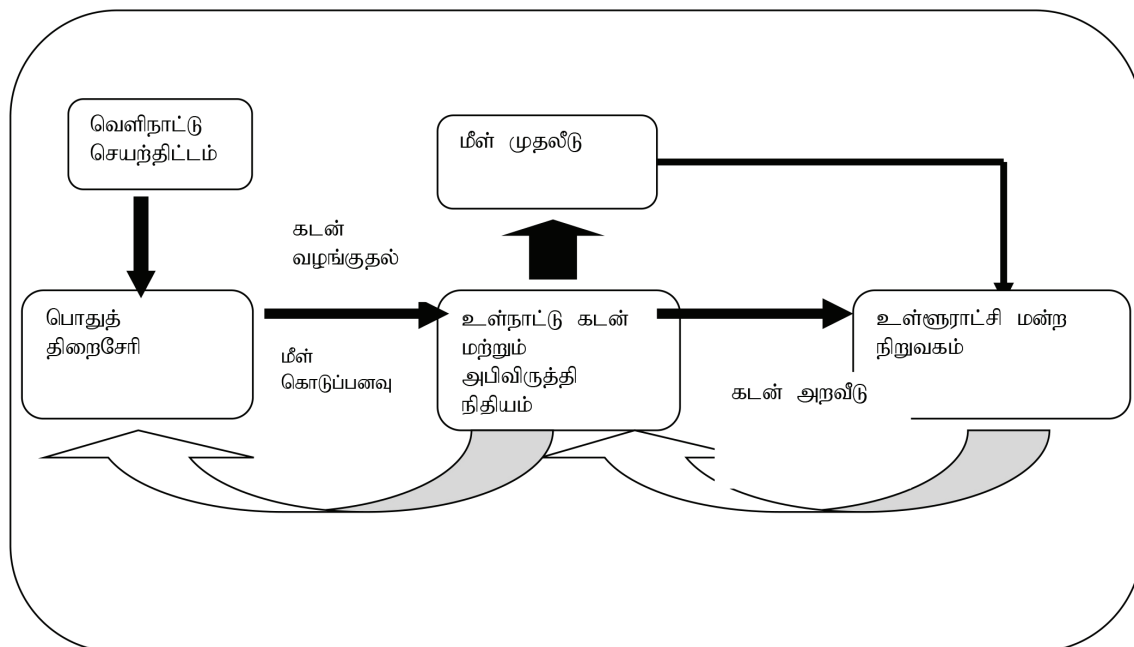 வெளிநாட்டு
செயற்திட்டம்
மீள் முதலீடு
கடன்
வழங்குதல்
பொதுத்
திறைசேரி
மீள்
கொடுப்பனவு
உள்நாட்டு கடன்
மற்றும்
அபிவிருத்தி
நிதியம்
கடன் அறவீடு
உள்ளூராட்சி மன்ற
நிறுவகம்